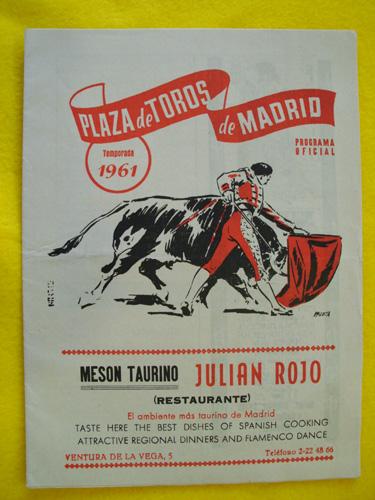 PLAZA de TOROS
de MADRID
PROGRAMA
OFICIAL
Temporada
1961
MESON TAURINO JULIAN ROJO
(RESTAURANTE)
El ambiente más taurino de Madrid
TASTE HERE THE BEST DISHES OF SPANISH COOKING
ATTRACTIVE REGIONAL DINNERS AND FLAMENCO DANCE
VENTURA DE LA VEGA, 5 Teléfono 2-22 48 66